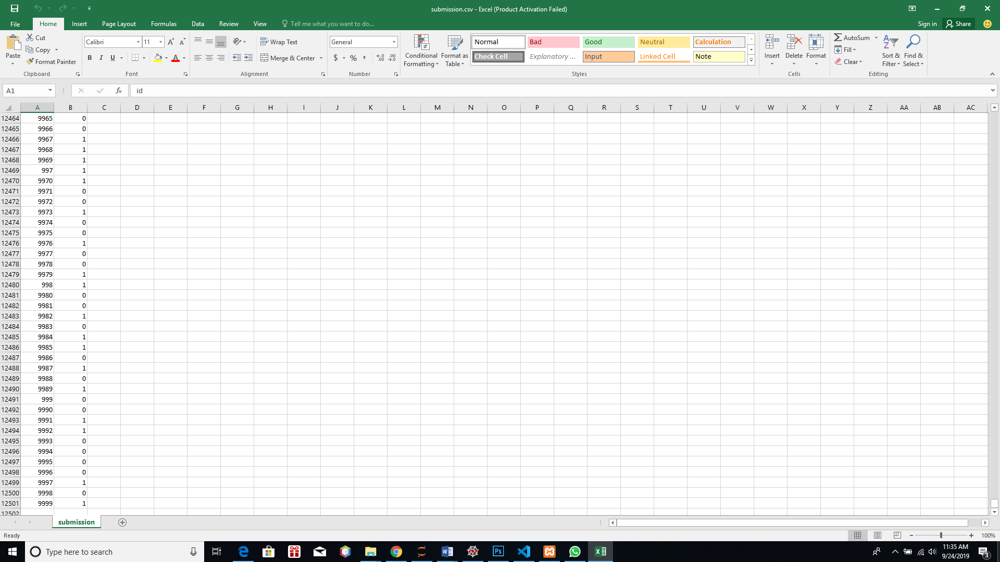 submission.csv - Excel (Product Activation Failed)
File Home Insert Page Layout Formulas Data Review View Tell me what you want to do... Sign in Share
Cut
Copy
Format Painter
Paste
Clipboard
Calibri 11
B I U
Font
Wrap Text
Merge & Center
Alignment
General
$ % ,
Number
Conditional Formatting
Format as Table
Normal Bad Good Neutral Calculation
Check Cell Explanatory ... Input Linked Cell Note
Styles
Insert Delete Format
Cells
AutoSum
Fill
Clear
Sort & Filter
Find & Select
Editing
A1 fx id
A B C D E F G H I J K L M N O P Q R S T U V W X Y Z AA AB AC
12464 9965 0
12465 9966 0
12466 9967 1
12467 9968 1
12468 9969 1
12469 997 1
12470 9970 1
12471 9971 0
12472 9972 0
12473 9973 1
12474 9974 0
12475 9975 0
12476 9976 1
12477 9977 0
12478 9978 0
12479 9979 1
12480 998 1
12481 9980 0
12482 9981 0
12483 9982 1
12484 9983 0
12485 9984 1
12486 9985 1
12487 9986 0
12488 9987 1
12489 9988 0
12490 9989 1
12491 999 0
12492 9990 0
12493 9991 1
12494 9992 1
12495 9993 0
12496 9994 0
12497 9995 0
12498 9996 0
12499 9997 1
12500 9998 0
12501 9999 1
12502
submission
Ready 100%
Type here to search
Ps
11:35 AM
9/24/2019
3